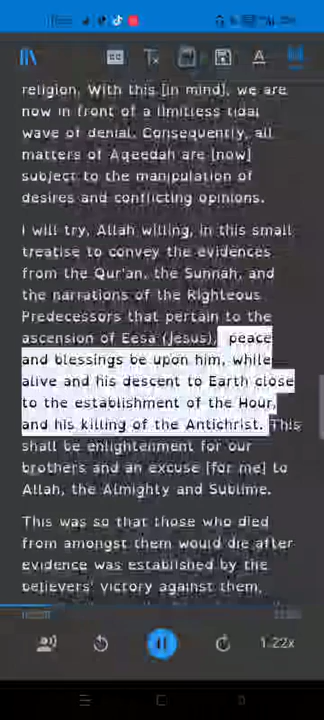 religion. With this [in mind], we are
now in front of a limitless tidal
wave of denial. Consequently, all
matters of Aqeedah are [now]
subject to the manipulation of
desires and conflicting opinions.
I will try, Allah willing, in this small
treatise to convey the evidences
from the Qur'an, the Sunnah, and
the narrations of the Righteous
Predecessors that pertain to the
ascension of Eesa (Jesus), peace
and blessings be upon him, while
alive and his descent to Earth close
to the establishment of the Hour,
and his killing of the Antichrist. This
shall be enlightenment for our
brothers and an excuse [for me] to
Allah, the Almighty and Sublime.
This was so that those who died
from amongst them would die after
evidence was established by the
believers' victory against them,
1.22x